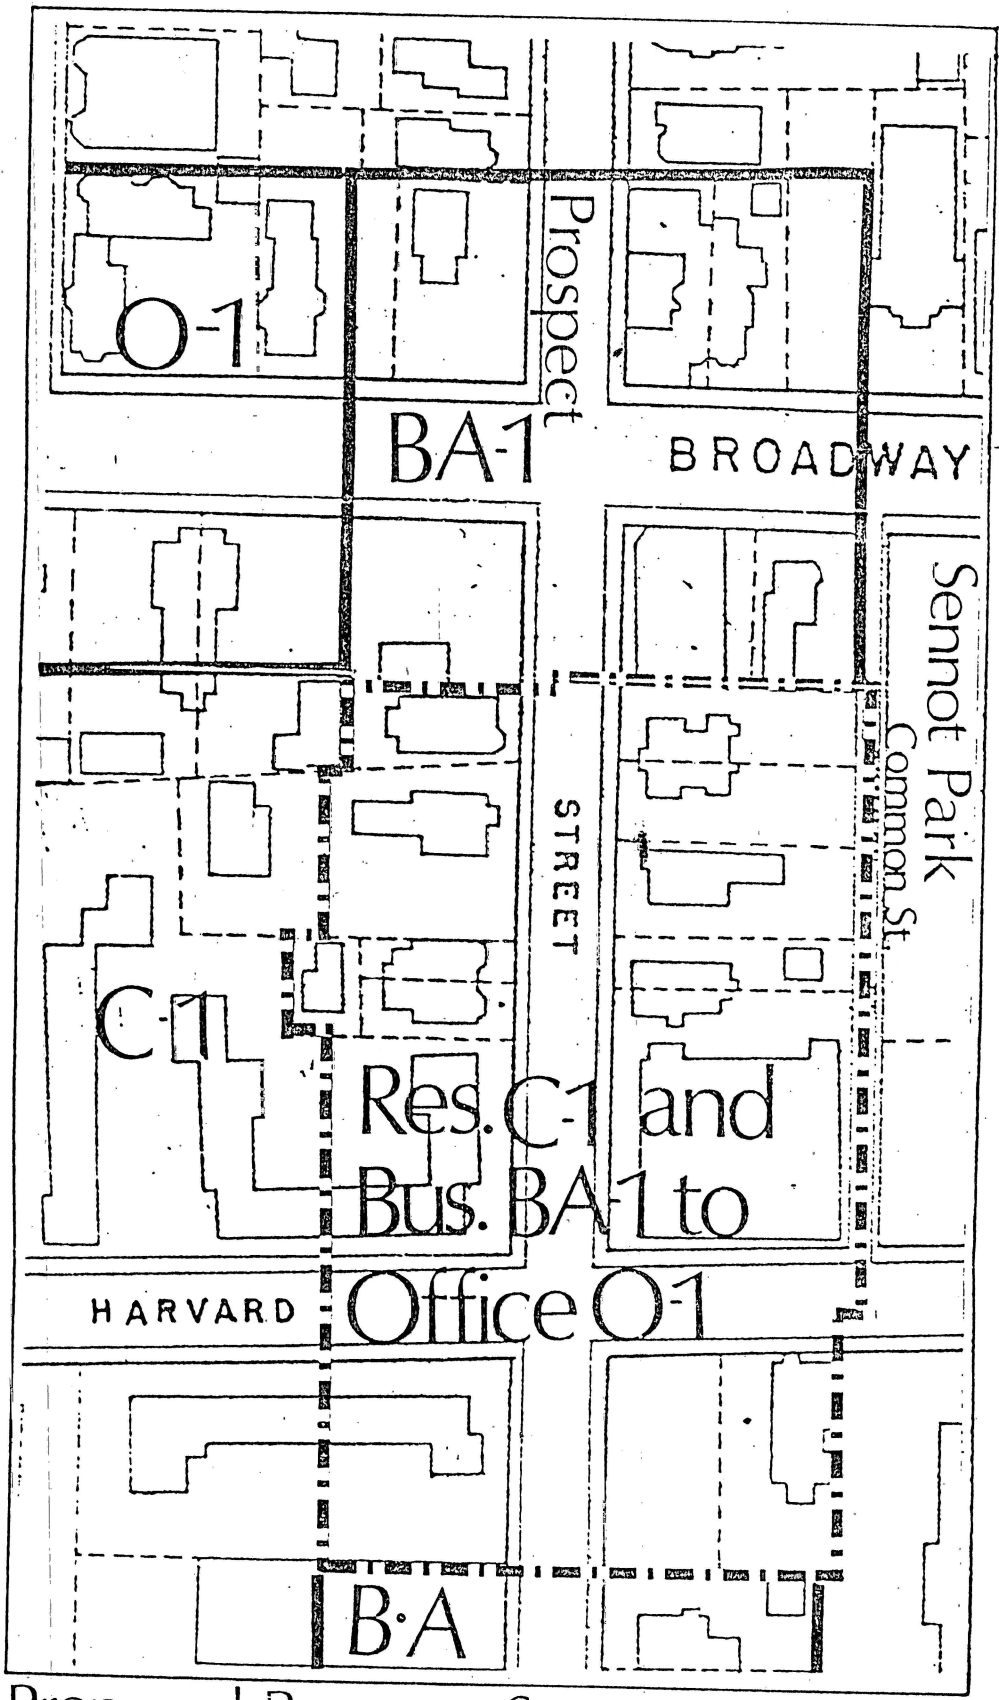 O-1
Prospect
BA-1
BROADWAY
Sennot Park
Common St
STREET
C-1
Res. C-1 and
Bus. BA-1 to
HARVARD
Office O-1
B·A